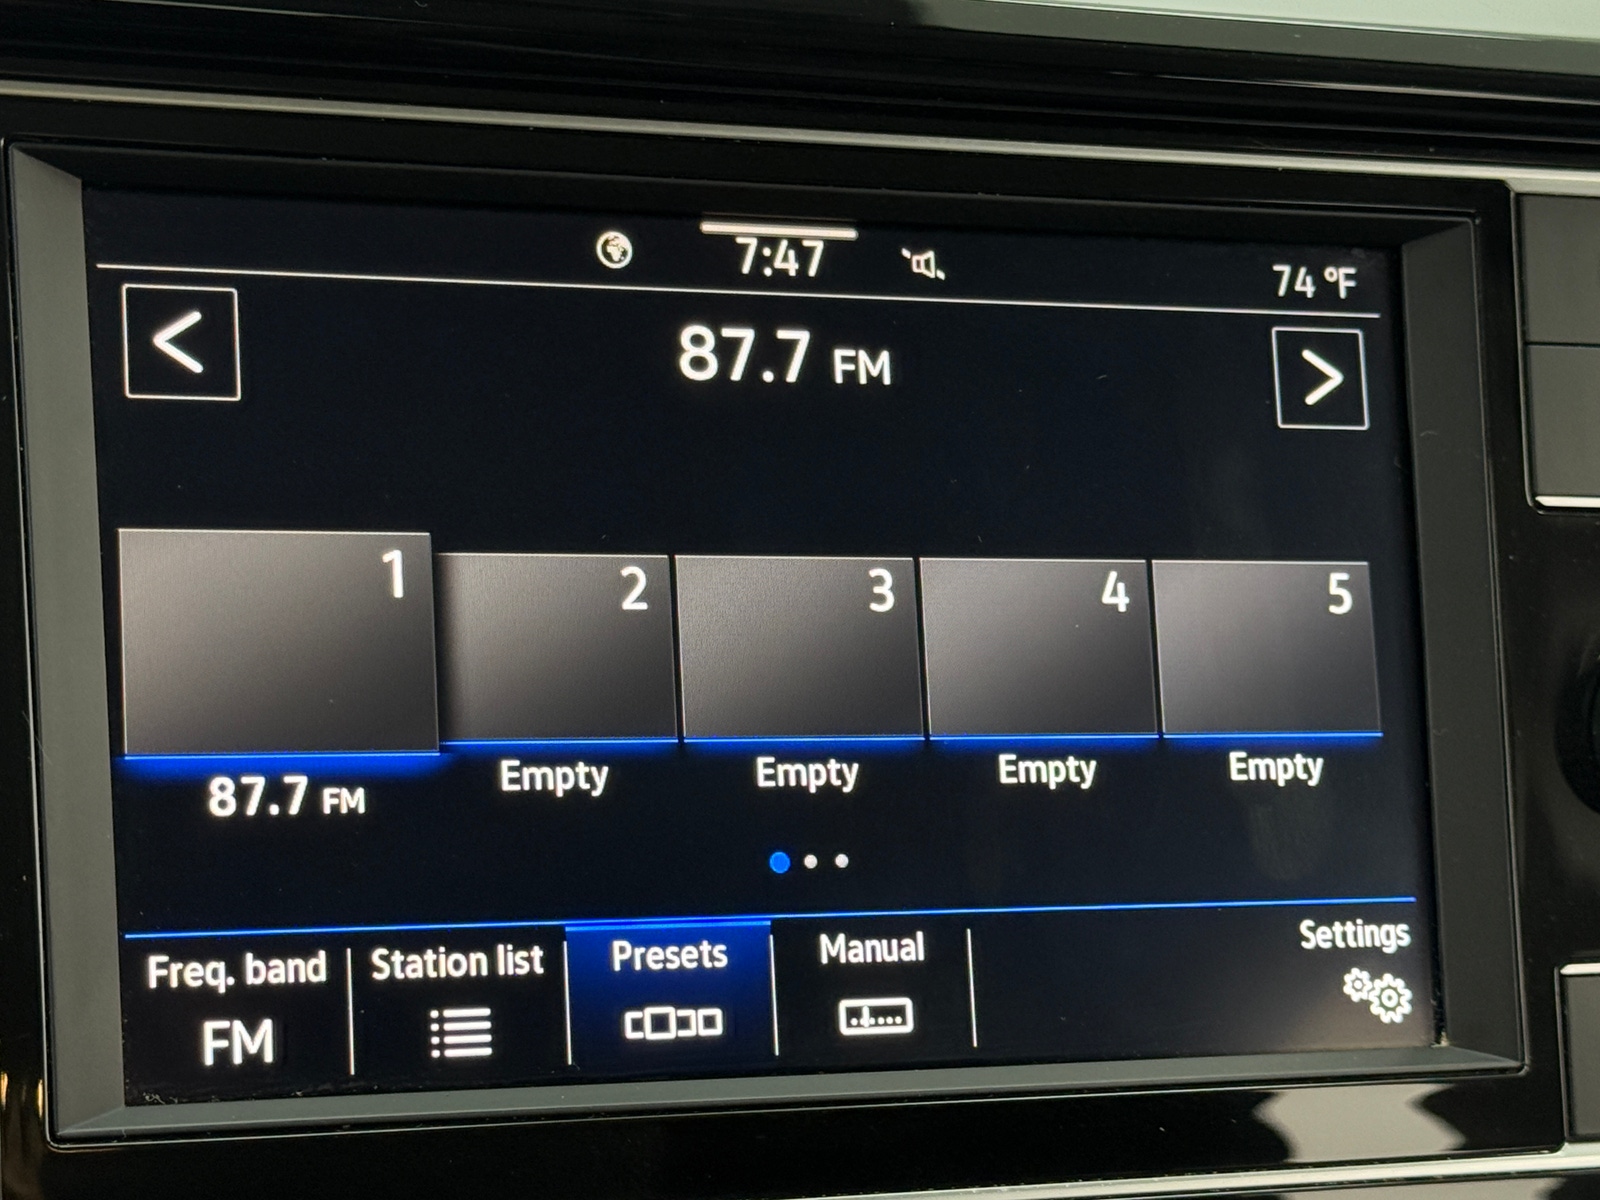 7:47
74 °F
<
87.7 FM
>
1
2
3
4
5
87.7 FM
Empty
Empty
Empty
Empty
Freq. band
Station list
Presets
Manual
Settings
FM